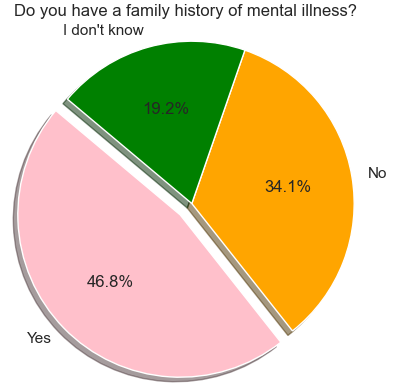 Do you have a family history of mental illness?
I don't know
19.2%
No
34.1%
46.8%
Yes